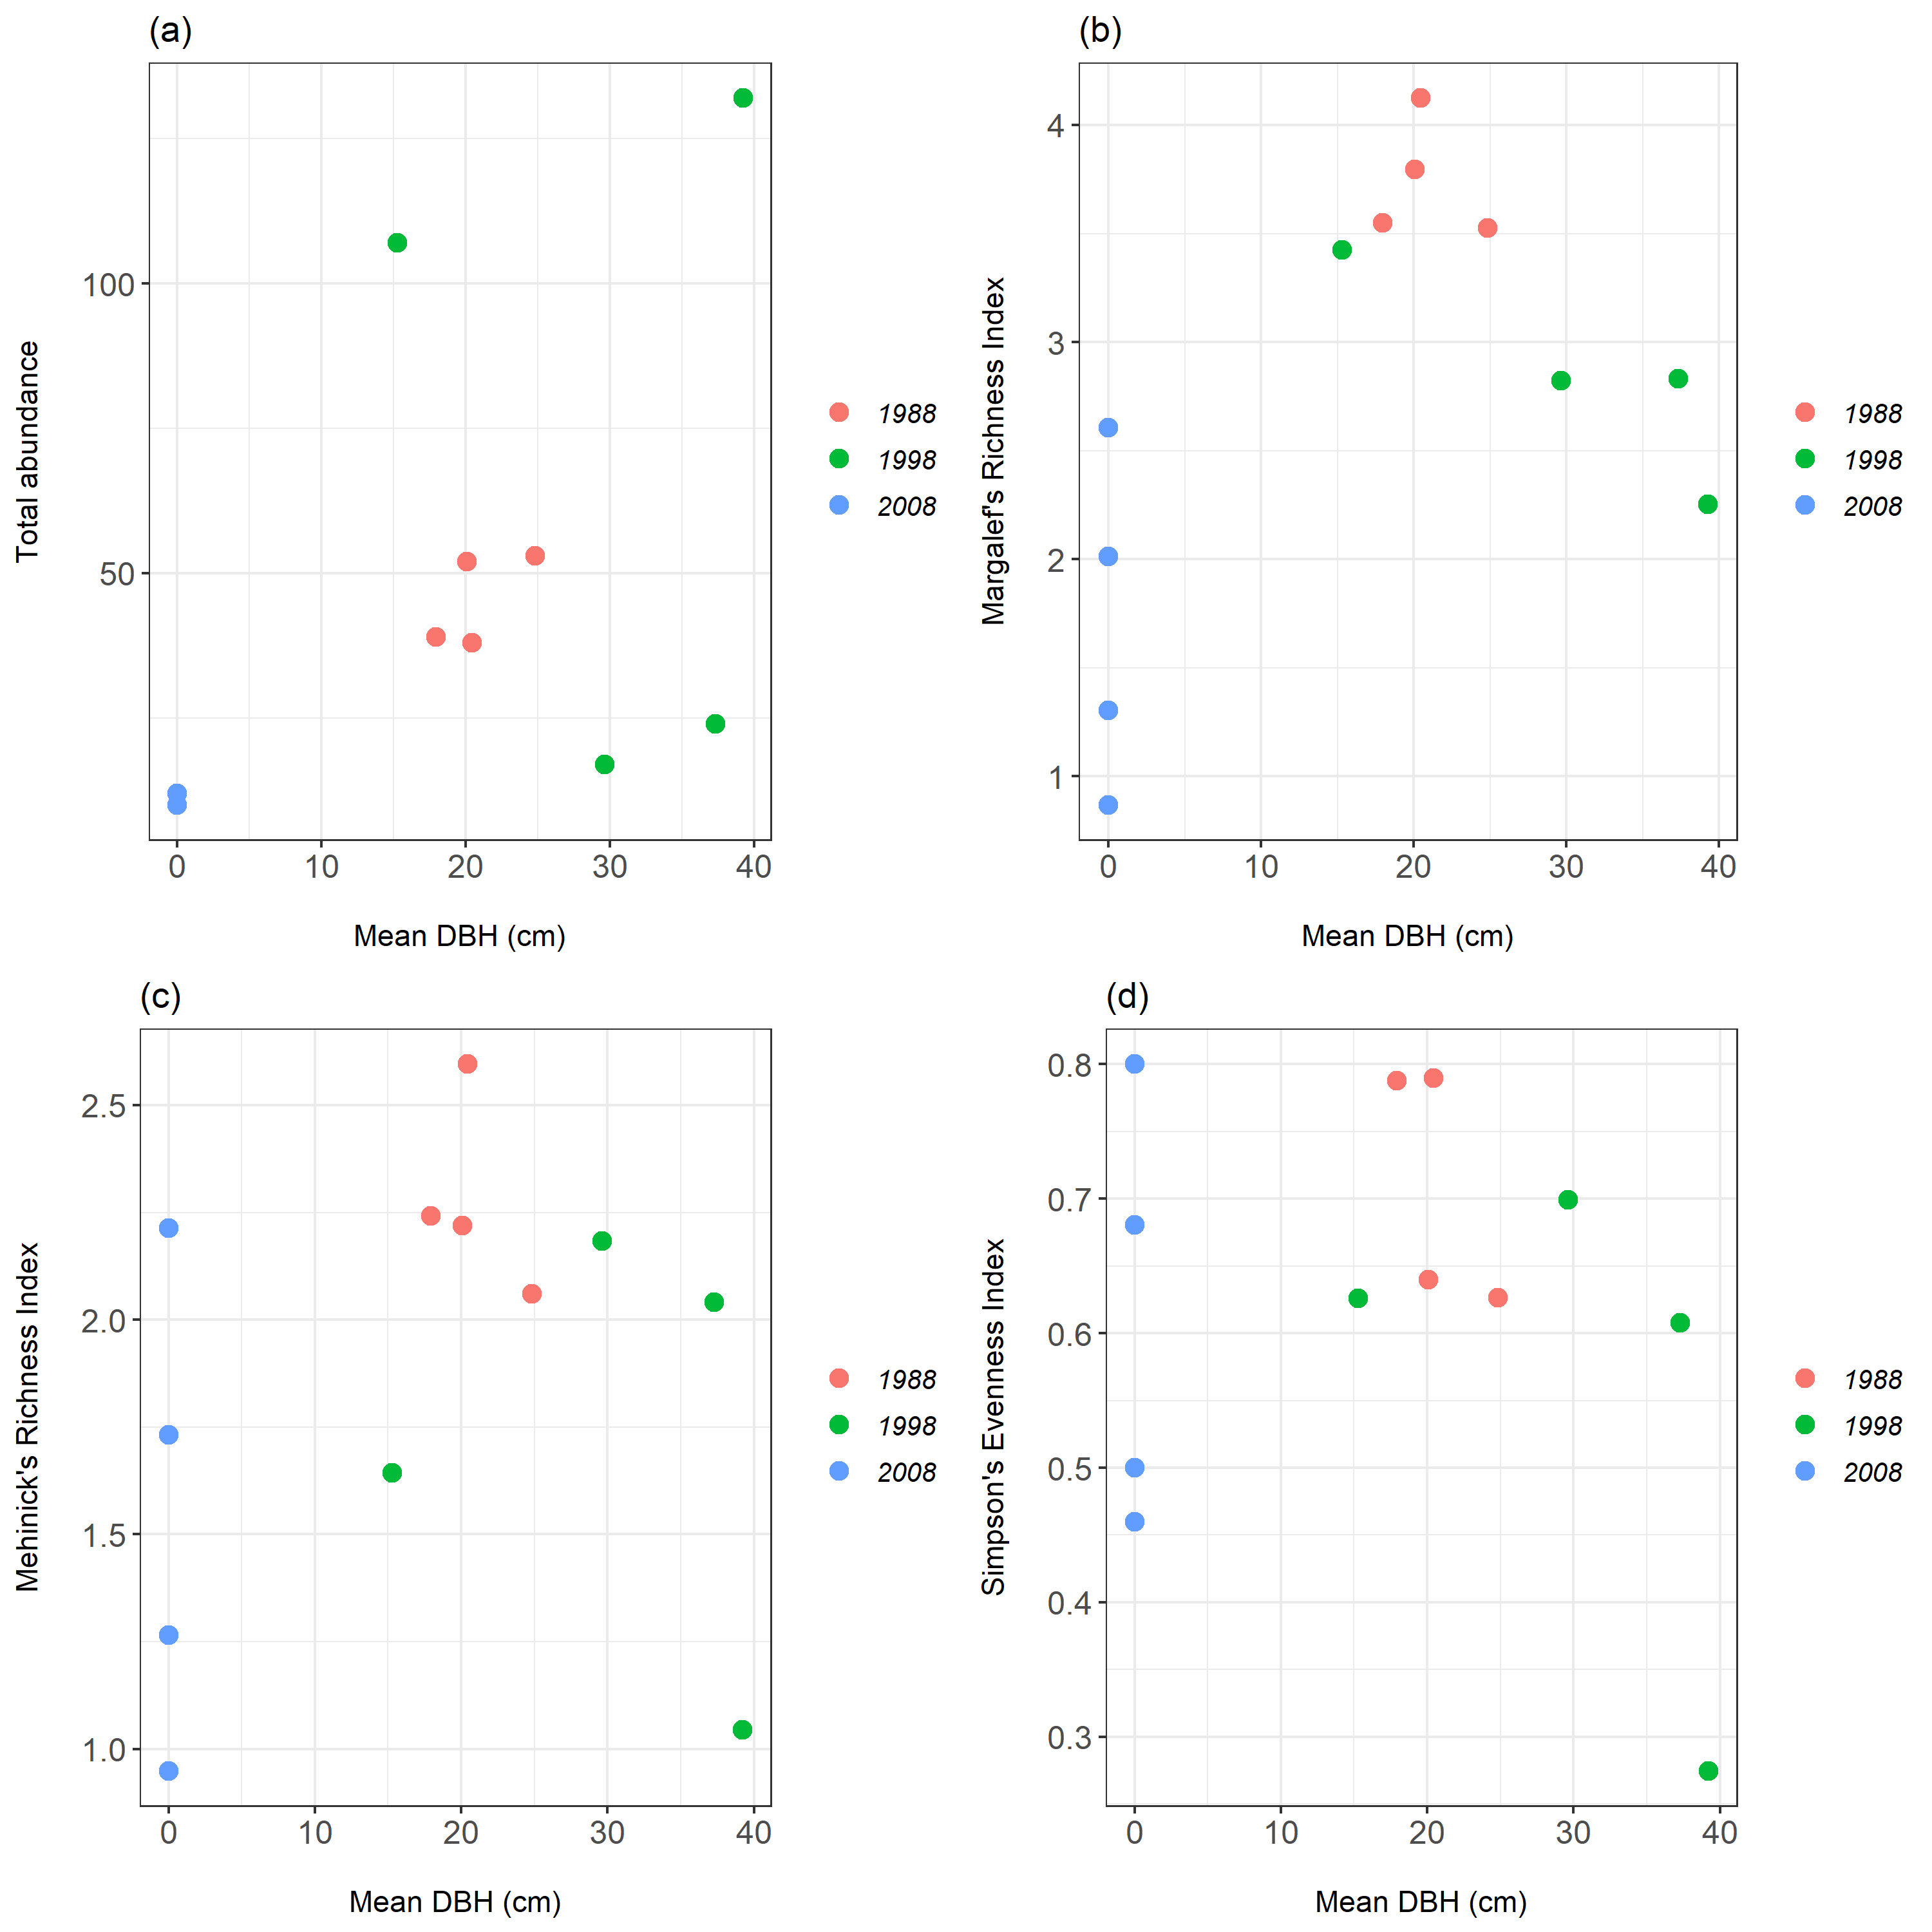 (a)
Total abundance
100
50
0 10 20 30 40
Mean DBH (cm)
1988
1998
2008
(b)
Margalef's Richness Index
4
3
2
1
0 10 20 30 40
Mean DBH (cm)
1988
1998
2008
(c)
Mehinick's Richness Index
2.5
2.0
1.5
1.0
0 10 20 30 40
Mean DBH (cm)
1988
1998
2008
(d)
Simpson's Evenness Index
0.8
0.7
0.6
0.5
0.4
0.3
0 10 20 30 40
Mean DBH (cm)
1988
1998
2008